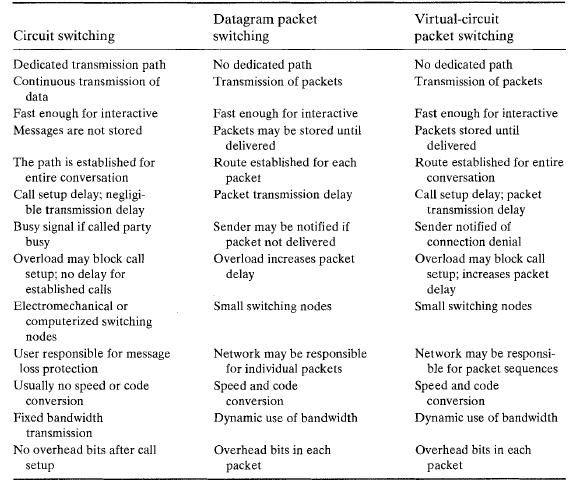 Datagram packet Virtual-circuit
Circuit switching switching packet switching
Dedicated transmission path No dedicated path No dedicated path
Continuous transmission of Transmission of packets Transmission of packets
data
Fast enough for interactive Fast enough for interactive Fast enough for interactive
Messages are not stored Packets may be stored until Packets stored until
delivered delivered
The path is established for Route established for each Route established for entire
entire conversation packet conversation
Call setup delay; negligi- Packet transmission delay Call setup delay; packet
ble transmission delay transmission delay
Busy signal if called party Sender may be notified if Sender notified of
busy packet not delivered connection denial
Overload may block call Overload increases packet Overload may block call
setup; no delay for delay setup; increases packet
established calls delay
Electromechanical or Small switching nodes Small switching nodes
computerized switching
nodes
User responsible for message Network may be responsible Network may be responsi-
loss protection for individual packets ble for packet sequences
Usually no speed or code Speed and code Speed and code
conversion conversion conversion
Fixed bandwidth Dynamic use of bandwidth Dynamic use of bandwidth
transmission
No overhead bits after call Overhead bits in each Overhead bits in each
setup packet packet